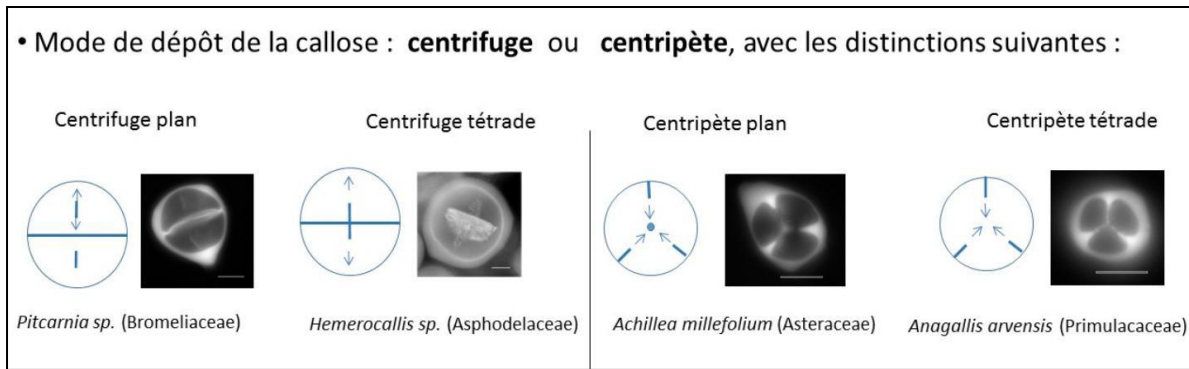 • Mode de dépôt de la callose : centrifuge ou centripète, avec les distinctions suivantes :
Centrifuge plan
Centrifuge tétrade
Centripète plan
Centripète tétrade
Pitcarnia sp. (Bromeliaceae)
Hemerocallis sp. (Asphodelaceae)
Achillea millefolium (Asteraceae)
Anagallis arvensis (Primulacaceae)